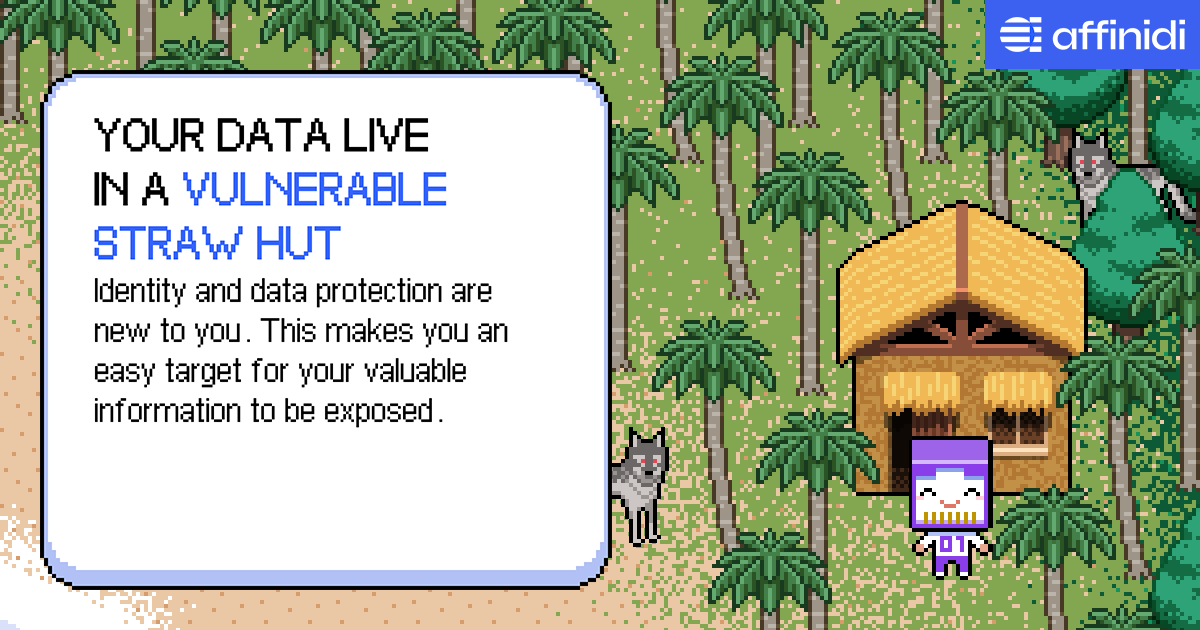 affinidi
YOUR DATA LIVE
IN A VULNERABLE
STRAW HUT
Identity and data protection are
new to you. This makes you an
easy target for your valuable
information to be exposed.
01